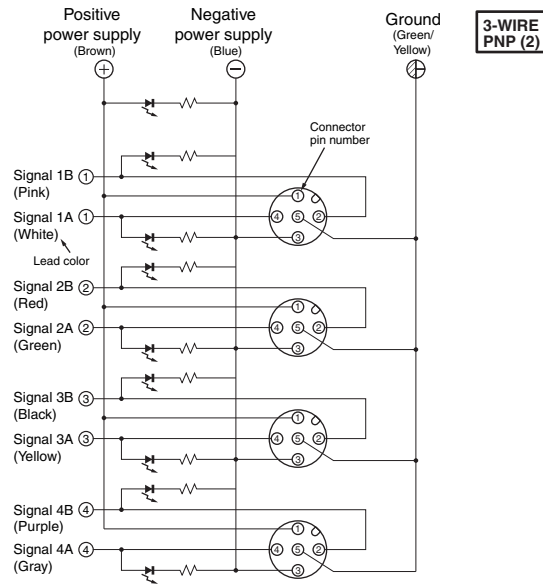 Positive
power supply
(Brown)
+
Negative
power supply
(Blue)
−
Ground
(Green/
Yellow)
3-WIRE
PNP (2)
Connector
pin number
Signal 1B 1
(Pink)
Signal 1A 1
(White)
Lead color
1
4 5 2
3
Signal 2B 2
(Red)
Signal 2A 2
(Green)
1
4 5 2
3
Signal 3B 3
(Black)
Signal 3A 3
(Yellow)
1
4 5 2
3
Signal 4B 4
(Purple)
Signal 4A 4
(Gray)
1
4 5 2
3